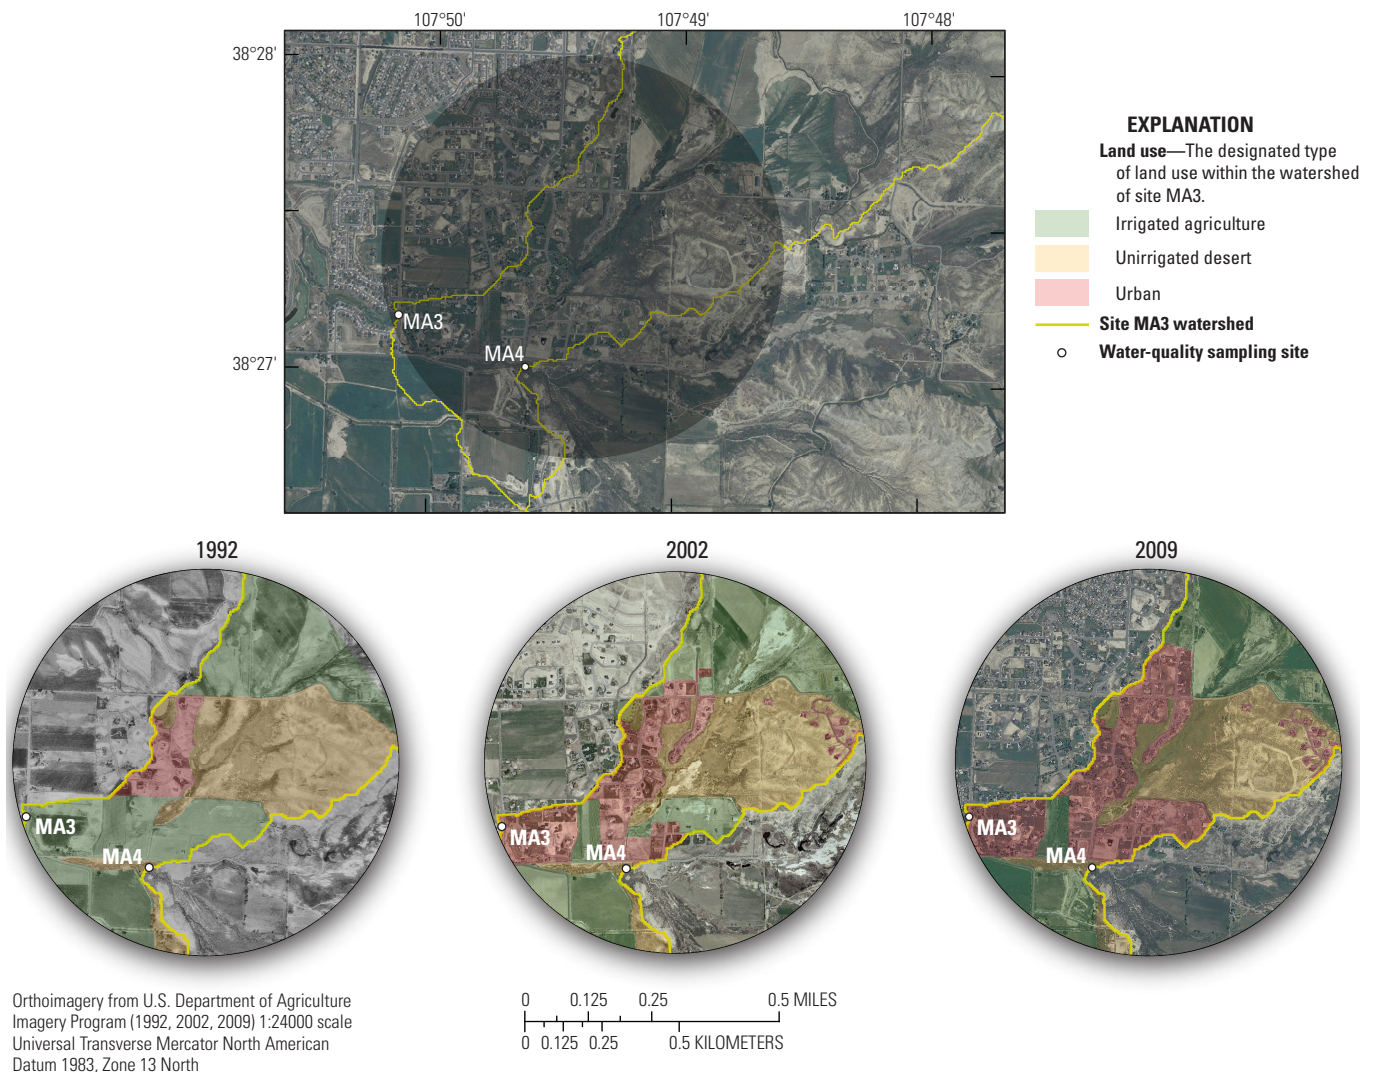 107°50'
107°49'
107°48'
38°28'
38°27'
MA3
MA4
EXPLANATION
Land use—The designated type
of land use within the watershed
of site MA3.
Irrigated agriculture
Unirrigated desert
Urban
Site MA3 watershed
Water-quality sampling site
1992
2002
2009
MA3
MA4
MA3
MA4
MA3
MA4
Orthoimagery from U.S. Department of Agriculture
Imagery Program (1992, 2002, 2009) 1:24000 scale
Universal Transverse Mercator North American
Datum 1983, Zone 13 North
0 0.125 0.25 0.5 MILES
0 0.125 0.25 0.5 KILOMETERS